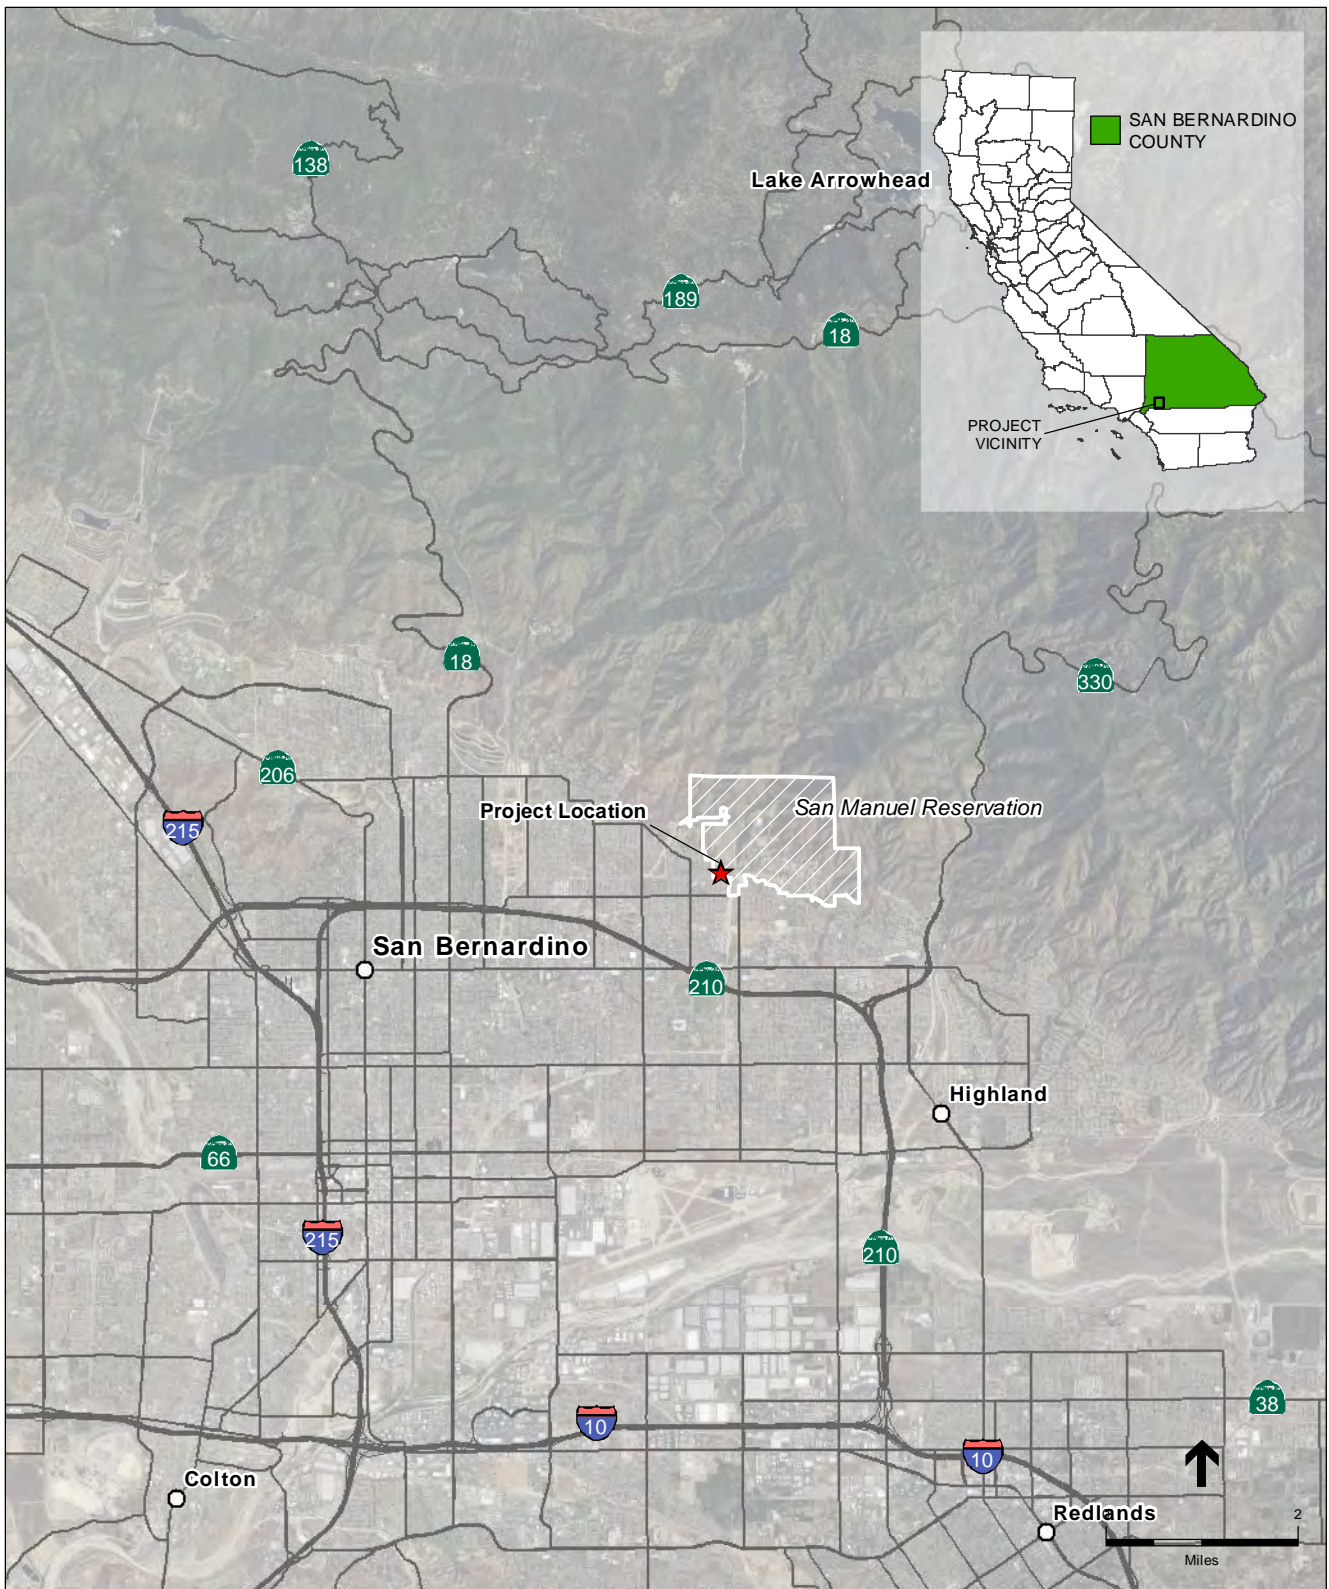 SAN BERNARDINO
COUNTY
138
Lake Arrowhead
189
18
PROJECT
VICINITY
18
330
206
215
Project Location
San Manuel Reservation
San Bernardino
210
Highland
66
215
210
38
10
10
Colton
Redlands
2
Miles